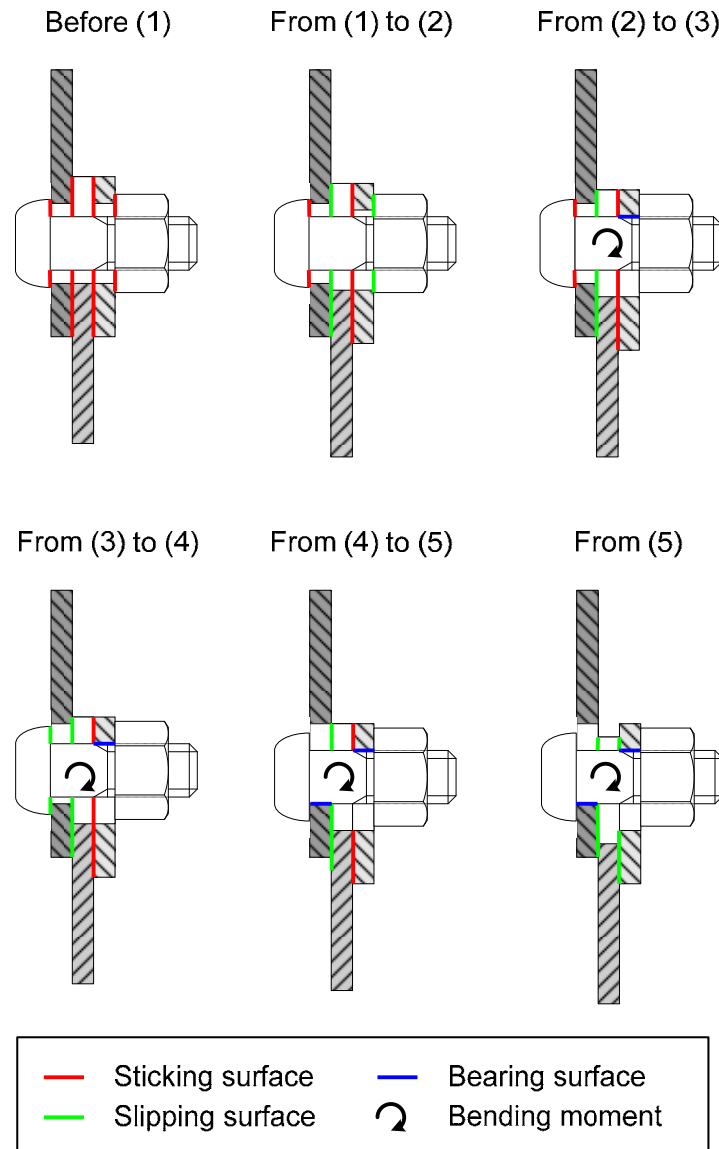 Before (1)
From (1) to (2)
From (2) to (3)
From (3) to (4)
From (4) to (5)
From (5)
Sticking surface
Bearing surface
Slipping surface
Bending moment